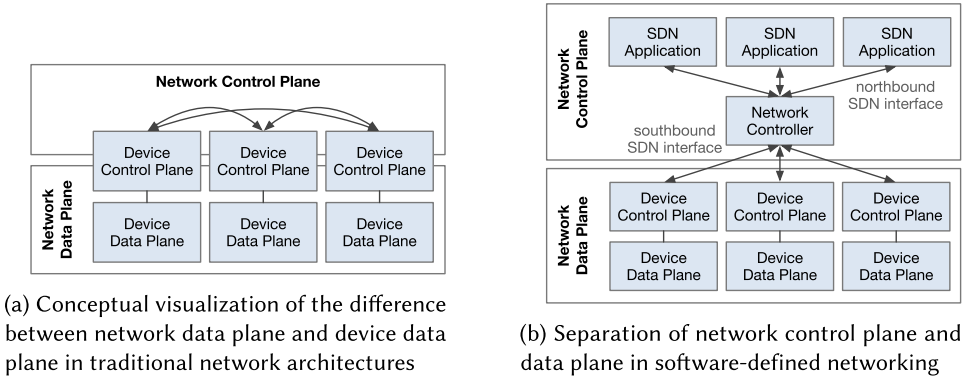 Network Control Plane
Device
Control Plane
Device
Control Plane
Device
Control Plane
Network
Data Plane
Device
Data Plane
Device
Data Plane
Device
Data Plane
(a) Conceptual visualization of the difference
between network data plane and device data
plane in traditional network architectures
Network
Control Plane
SDN
Application
SDN
Application
SDN
Application
northbound
SDN interface
Network
Controller
southbound
SDN interface
Network
Data Plane
Device
Control Plane
Device
Control Plane
Device
Control Plane
Device
Data Plane
Device
Data Plane
Device
Data Plane
(b) Separation of network control plane and
data plane in software-defined networking